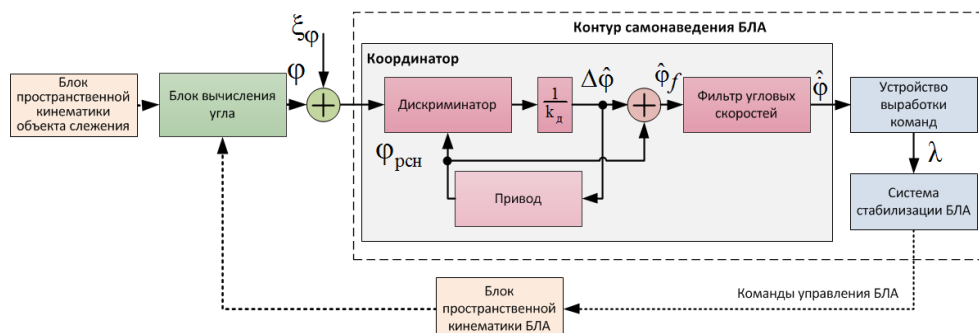 Контур самонаведения БЛА
ξφ
Координатор
Блок
пространственной
кинематики
объекта слежения
Блок вычисления
угла
φ
Дискриминатор
1
kд
Δφ̂
φ̂f
Фильтр угловых
скоростей
φ̂̇
Устройство
выработки
команд
φрсн
λ
Привод
Система
стабилизации БЛА
Блок
пространственной
кинематики БЛА
Команды управления БЛА